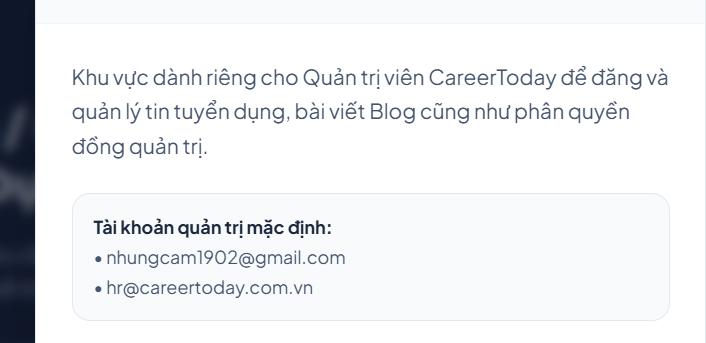 Khu vực dành riêng cho Quản trị viên CareerToday để đăng và
quản lý tin tuyển dụng, bài viết Blog cũng như phân quyền
đồng quản trị.
Tài khoản quản trị mặc định:
• nhungcam1902@gmail.com
• hr@careertoday.com.vn